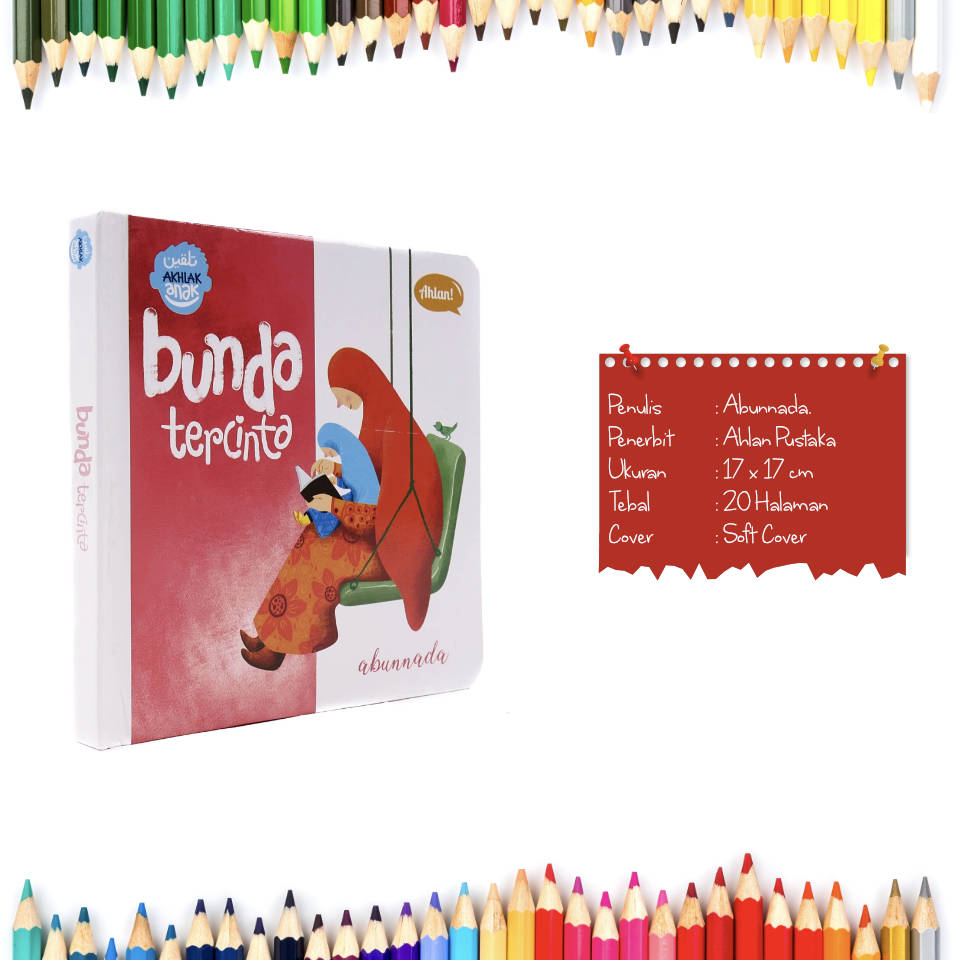 تلقين
AKHLAK
anak
bunda
tercinta
Ahlan!
abunnada
bunda tercinta
Penulis : Abunnada.
Penerbit : Ahlan Pustaka
Ukuran : 17 x 17 cm
Tebal : 20 Halaman
Cover : Soft Cover